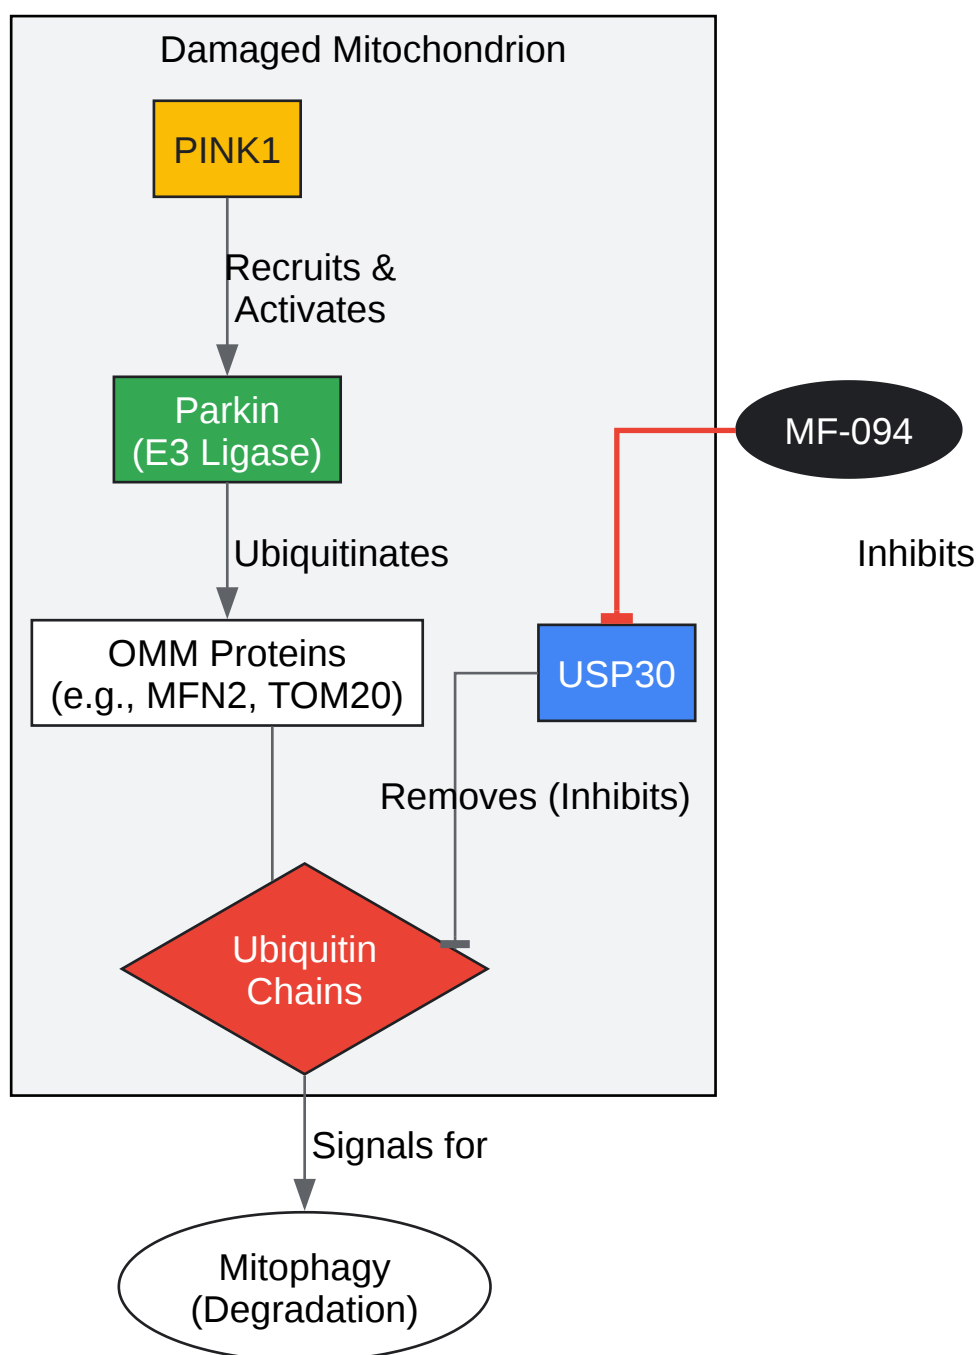 Damaged Mitochondrion
PINK1
Recruits &
Activates
Parkin
(E3 Ligase)
MF-094
Ubiquitinates
Inhibits
OMM Proteins
(e.g., MFN2, TOM20)
USP30
Removes (Inhibits)
Ubiquitin
Chains
Signals for
Mitophagy
(Degradation)